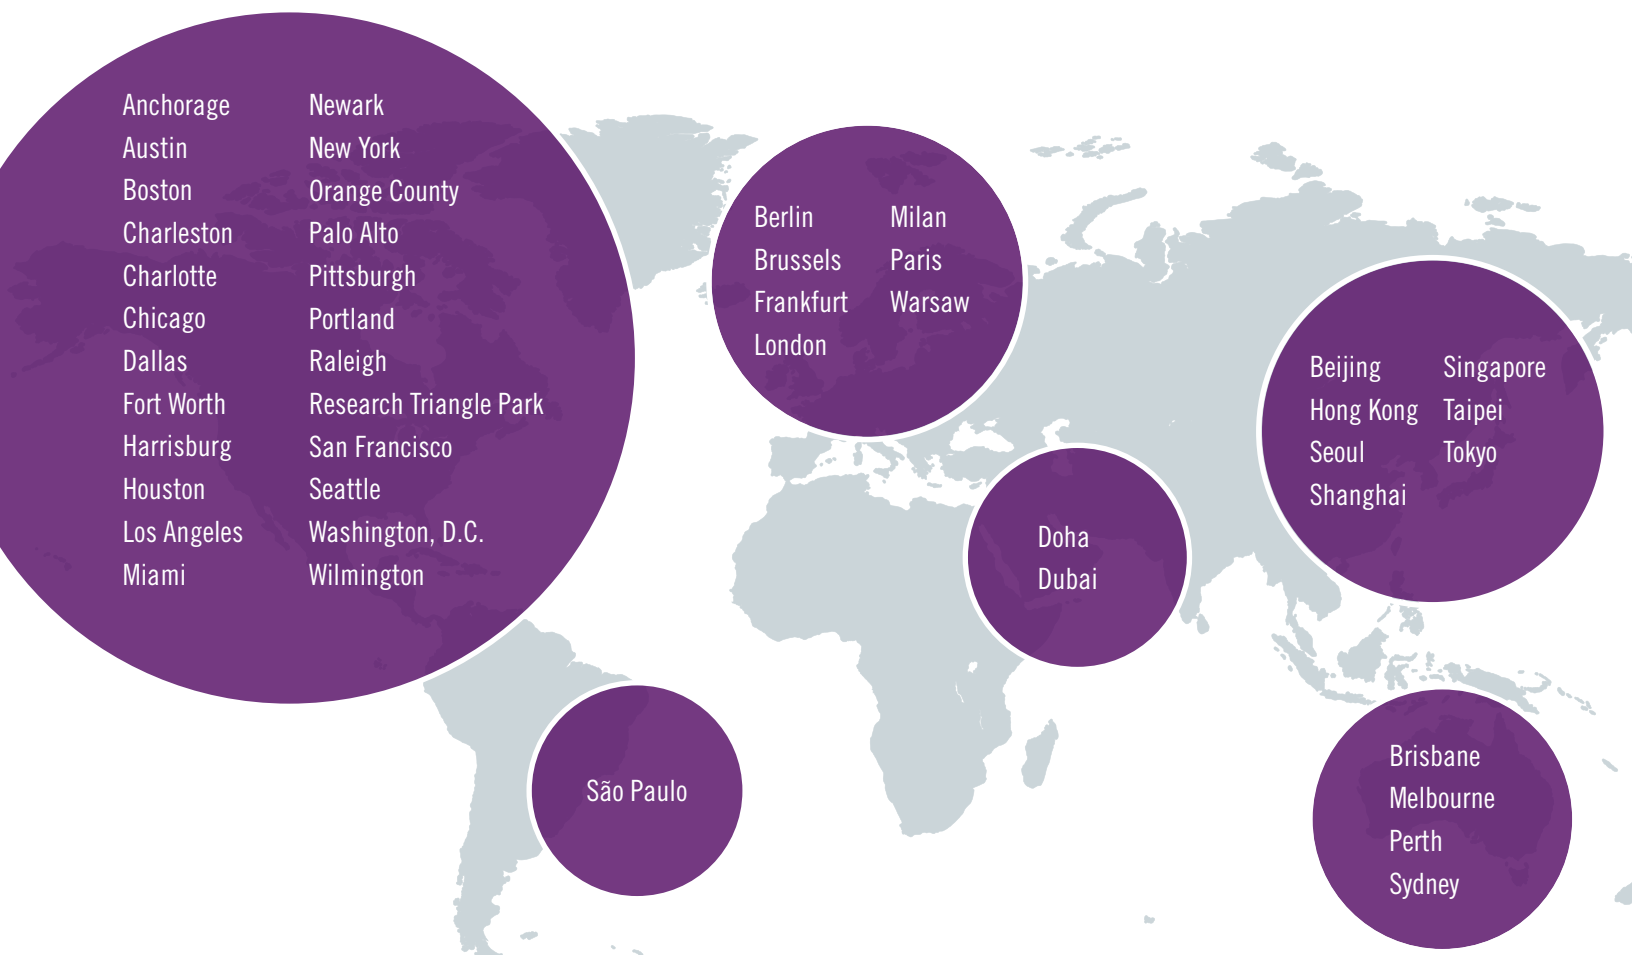 Anchorage
Austin
Boston
Charleston
Charlotte
Chicago
Dallas
Fort Worth
Harrisburg
Houston
Los Angeles
Miami
Newark
New York
Orange County
Palo Alto
Pittsburgh
Portland
Raleigh
Research Triangle Park
San Francisco
Seattle
Washington, D.C.
Wilmington
Berlin
Brussels
Frankfurt
London
Milan
Paris
Warsaw
Beijing
Hong Kong
Seoul
Shanghai
Singapore
Taipei
Tokyo
Doha
Dubai
São Paulo
Brisbane
Melbourne
Perth
Sydney